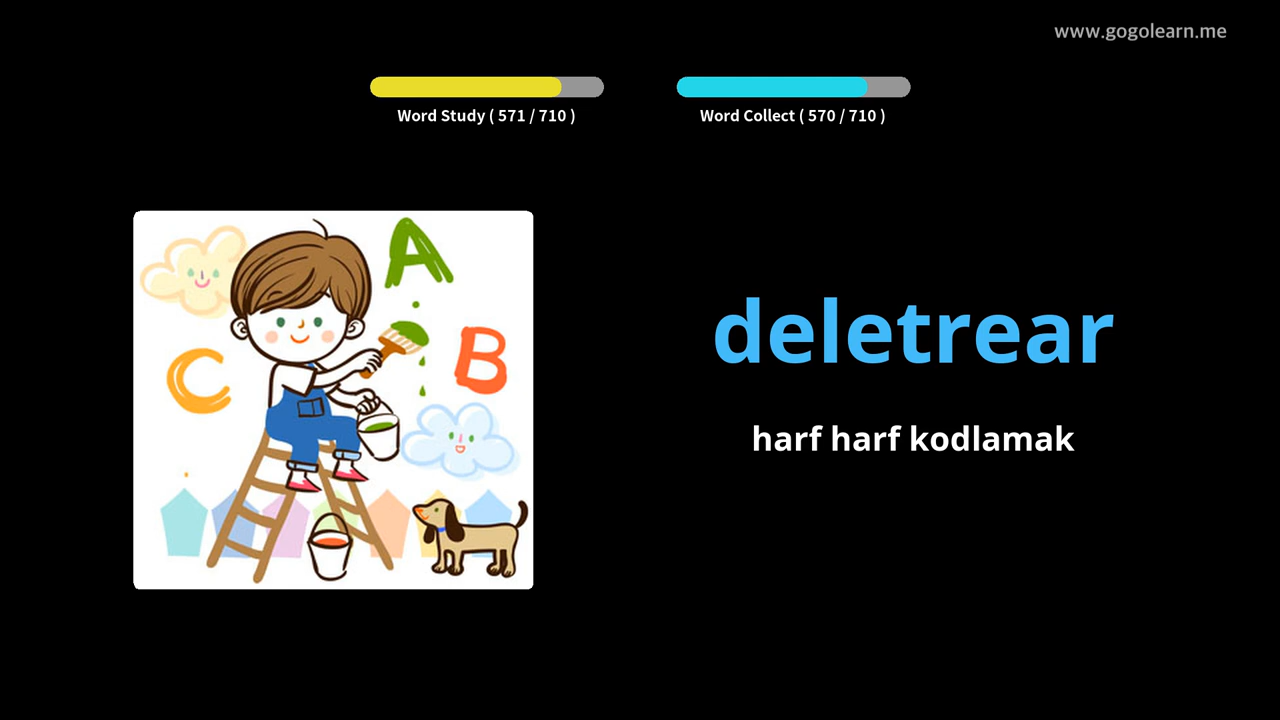 www.gogolearn.me
Word Study ( 571 / 710 )
Word Collect ( 570 / 710 )
A
B
C
deletrear
harf harf kodlamak